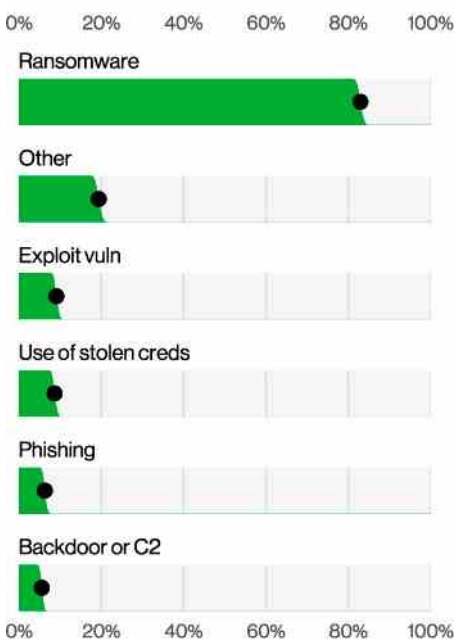 0% 20% 40% 60% 80% 100%
Ransomware
Other
Exploit vuln
Use of stolen creds
Phishing
Backdoor or C2
0% 20% 40% 60% 80% 100%